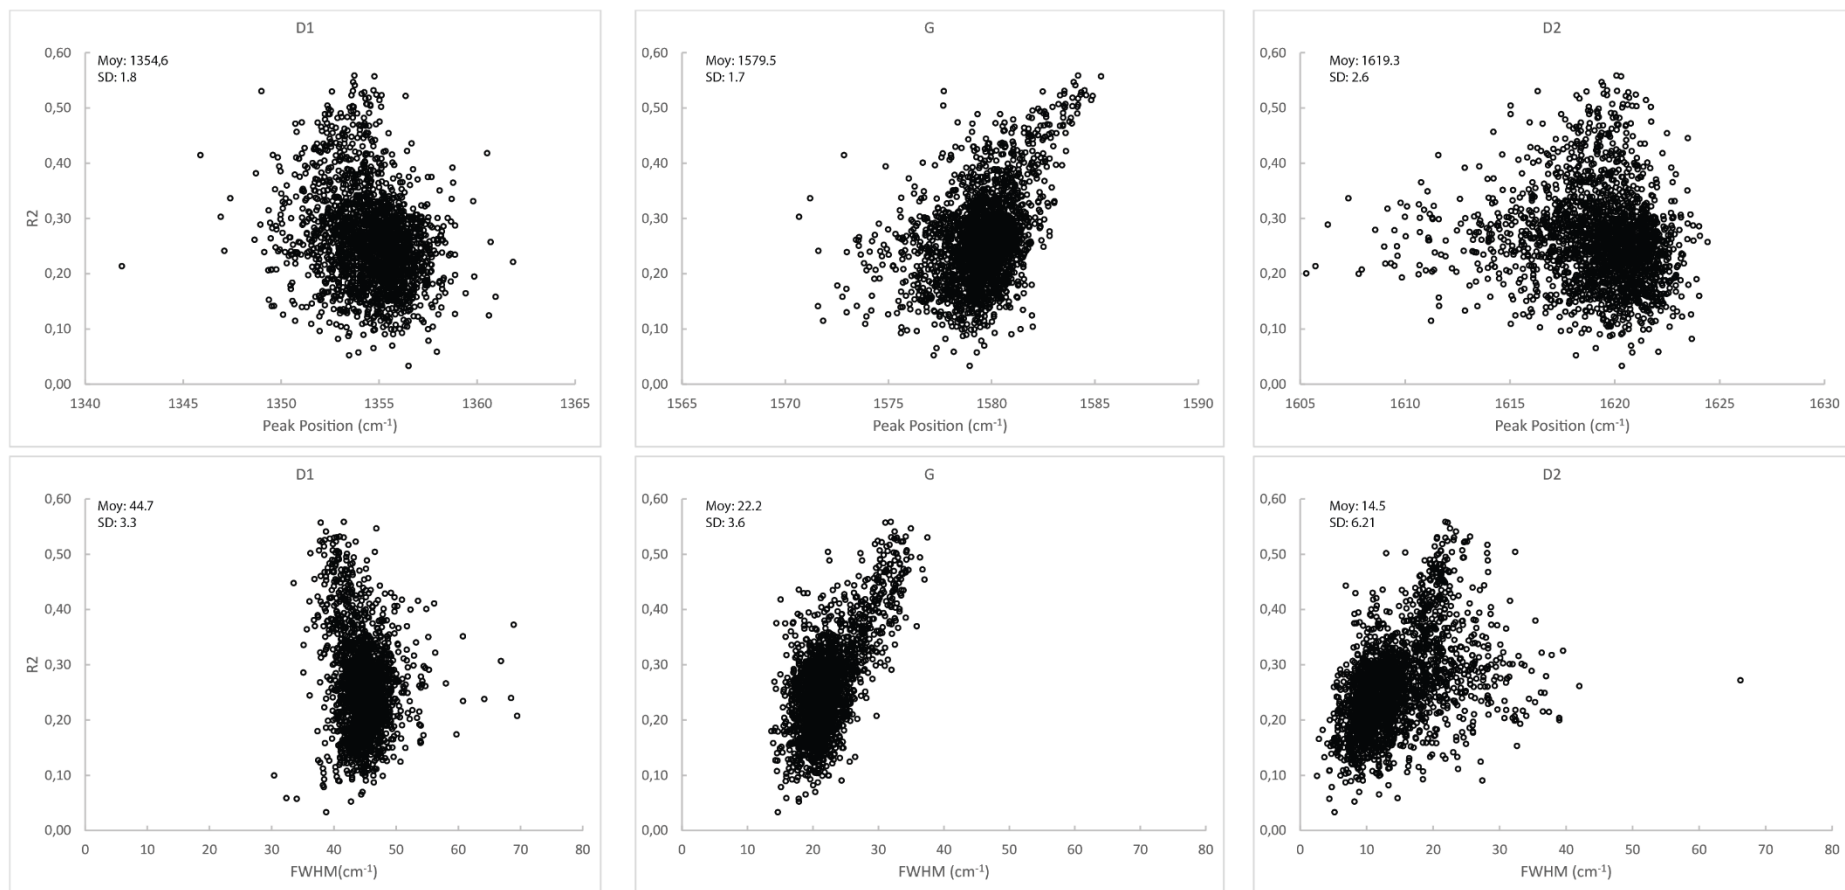 D1
Moy: 1354,6
SD: 1.8
R2
0,60
0,50
0,40
0,30
0,20
0,10
0,00
1340 1345 1350 1355 1360 1365
Peak Position (cm⁻¹)
G
Moy: 1579.5
SD: 1.7
0,60
0,50
0,40
0,30
0,20
0,10
0,00
1565 1570 1575 1580 1585 1590
Peak Position (cm⁻¹)
D2
Moy: 1619.3
SD: 2.6
0,60
0,50
0,40
0,30
0,20
0,10
0,00
1605 1610 1615 1620 1625 1630
Peak Position (cm⁻¹)
D1
Moy: 44.7
SD: 3.3
R2
0,60
0,50
0,40
0,30
0,20
0,10
0,00
0 10 20 30 40 50 60 70 80
FWHM(cm⁻¹)
G
Moy: 22.2
SD: 3.6
0,60
0,50
0,40
0,30
0,20
0,10
0,00
0 10 20 30 40 50 60 70 80
FWHM (cm⁻¹)
D2
Moy: 14.5
SD: 6.21
0,60
0,50
0,40
0,30
0,20
0,10
0,00
0 10 20 30 40 50 60 70 80
FWHM (cm⁻¹)